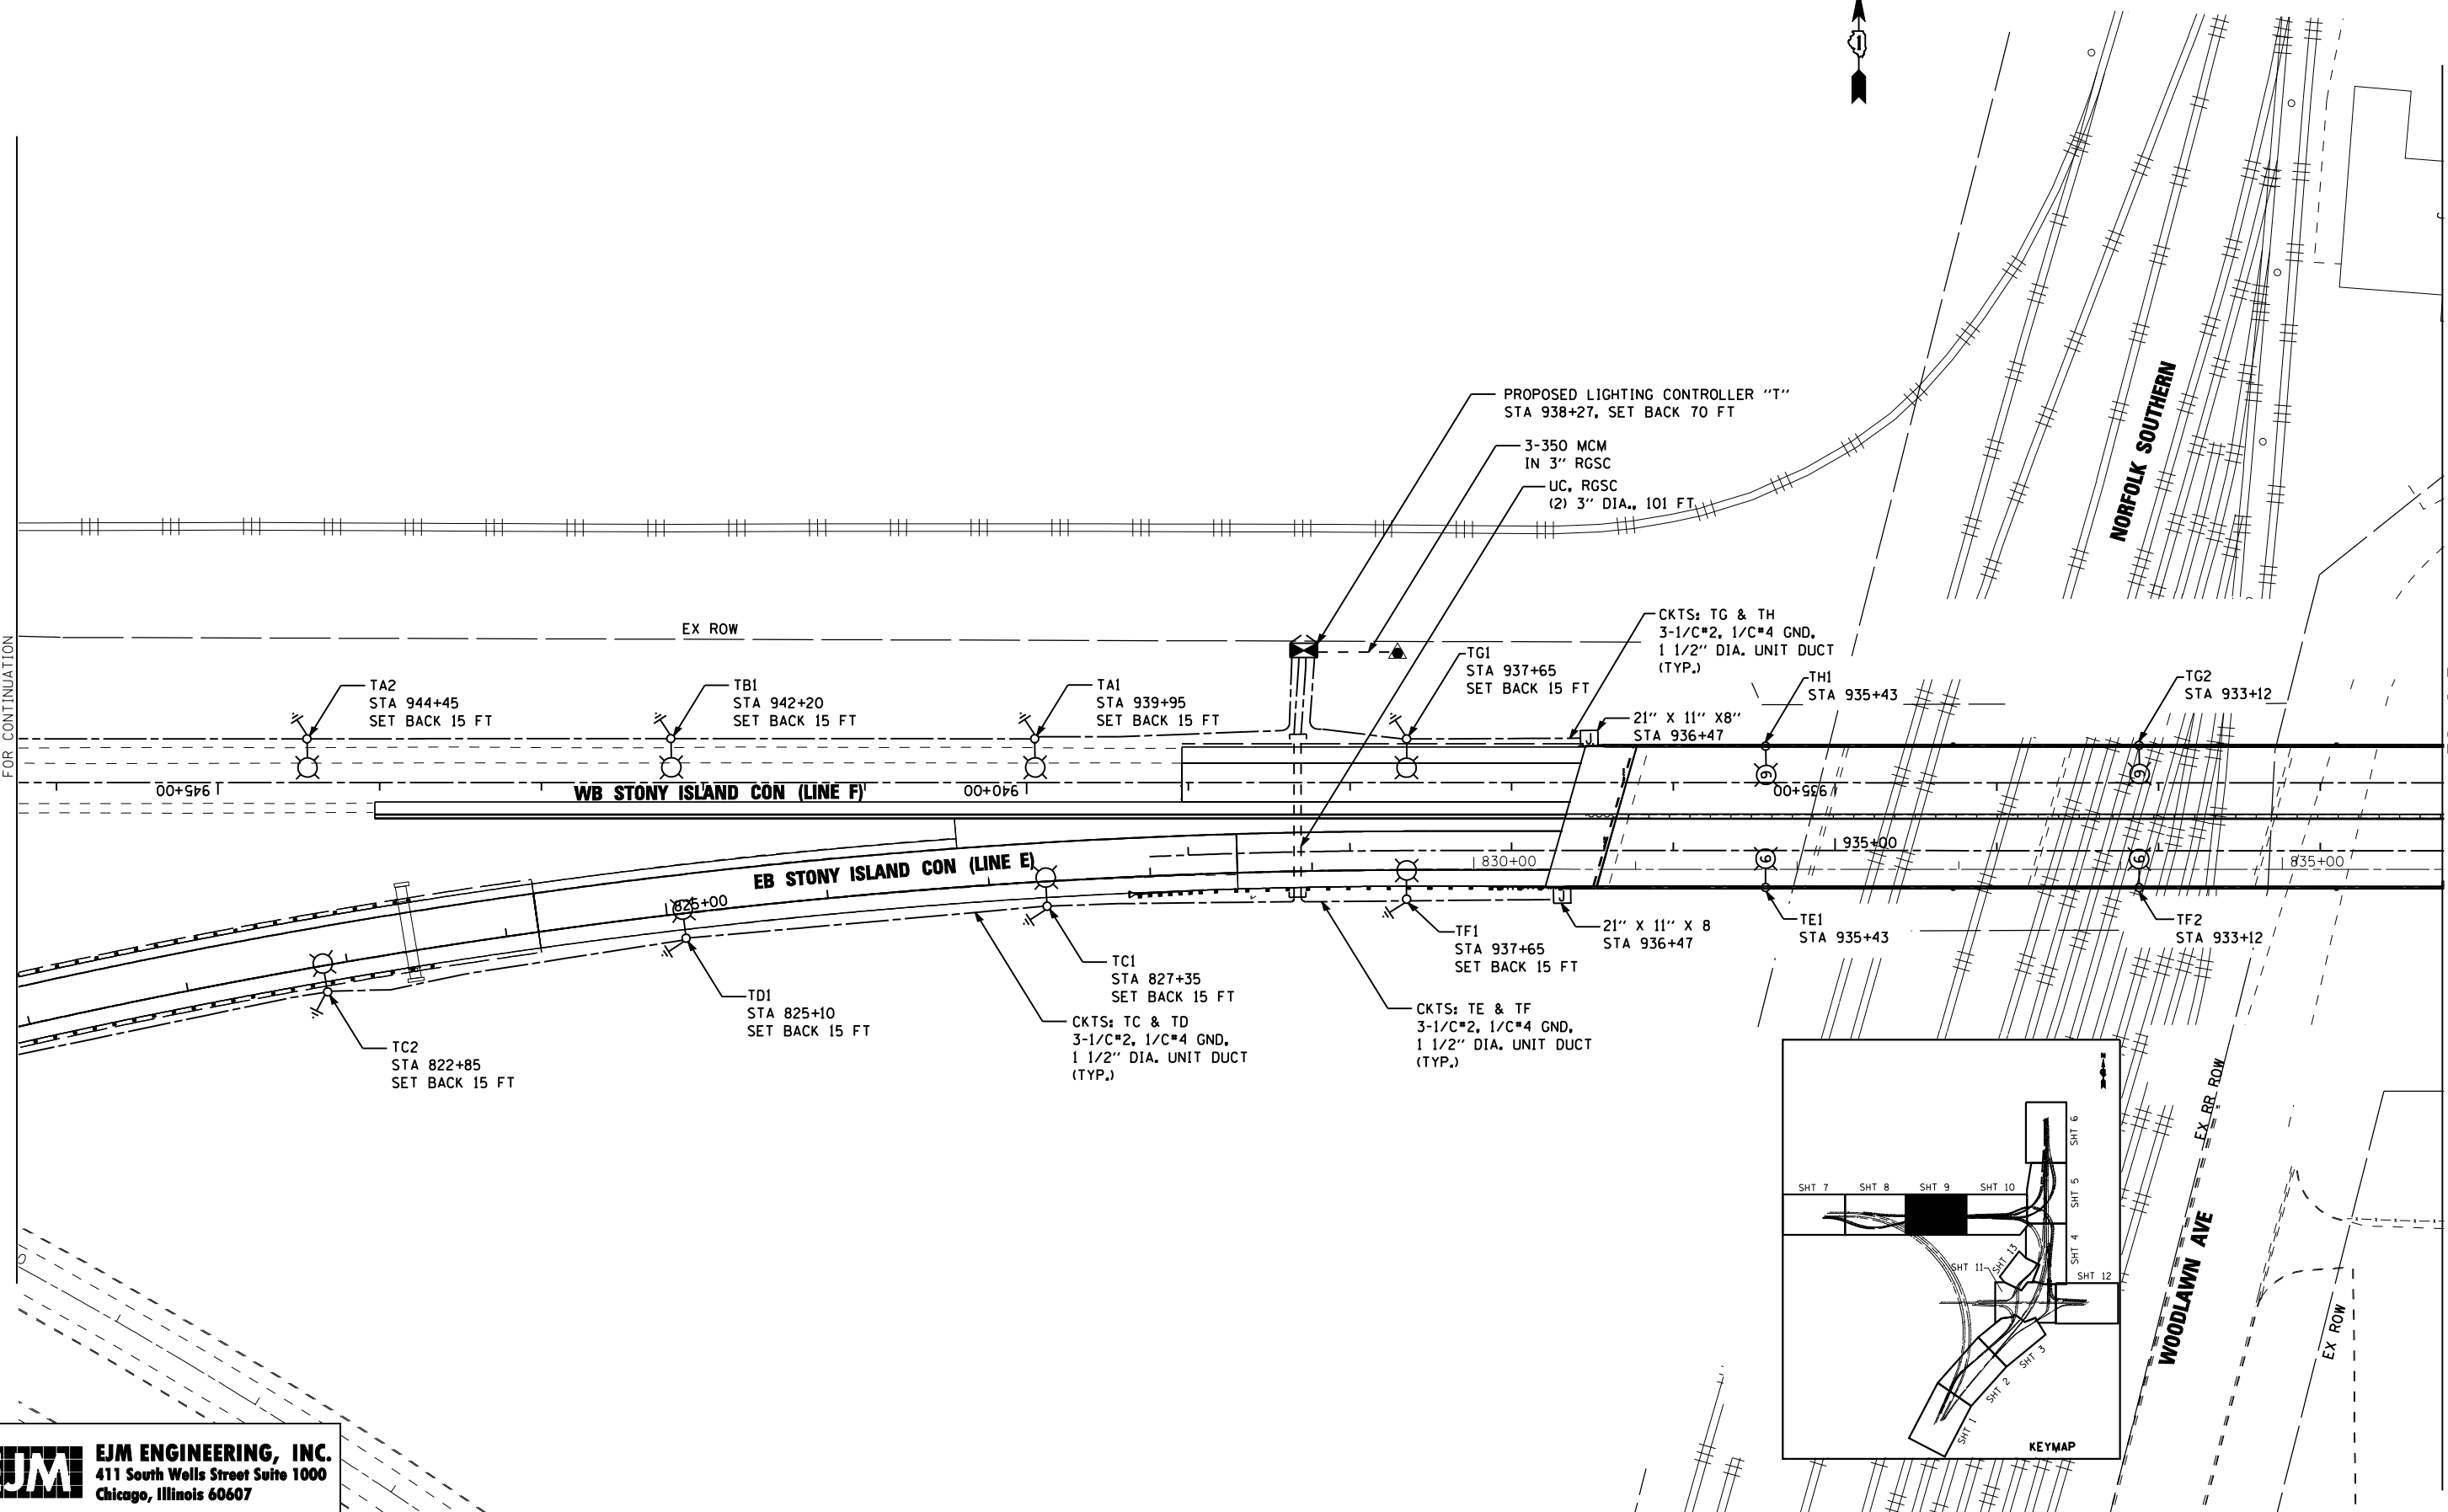 PROPOSED LIGHTING CONTROLLER "T"
STA 938+27, SET BACK 70 FT
3-350 MCM
IN 3" RGSC
UC, RGSC
(2) 3" DIA., 101 FT
NORFOLK SOUTHERN
FOR CONTINUATION
EX ROW
CKTS: TG & TH
3-1/C#2, 1/C#4 GND,
1 1/2" DIA. UNIT DUCT
(TYP.)
TA2
STA 944+45
SET BACK 15 FT
TB1
STA 942+20
SET BACK 15 FT
TA1
STA 939+95
SET BACK 15 FT
TG1
STA 937+65
SET BACK 15 FT
TH1
STA 935+43
TG2
STA 933+12
21" X 11" X8"
STA 936+47
J
945+00
WB STONY ISLAND CON (LINE F)
940+00
935+00
6
6
EB STONY ISLAND CON (LINE E)
825+00
830+00
935+00
835+00
6
6
J
21" X 11" X 8
STA 936+47
TE1
STA 935+43
TF2
STA 933+12
TF1
STA 937+65
SET BACK 15 FT
TC1
STA 827+35
SET BACK 15 FT
TD1
STA 825+10
SET BACK 15 FT
TC2
STA 822+85
SET BACK 15 FT
CKTS: TC & TD
3-1/C#2, 1/C#4 GND,
1 1/2" DIA. UNIT DUCT
(TYP.)
CKTS: TE & TF
3-1/C#2, 1/C#4 GND,
1 1/2" DIA. UNIT DUCT
(TYP.)
EX RR ROW
WOODLAWN AVE
EX ROW
SHT 6
SHT 5
SHT 4
SHT 7
SHT 8
SHT 9
SHT 10
SHT 11
SHT 13
SHT 12
SHT 3
SHT 2
SHT 1
KEYMAP
EJM
EJM ENGINEERING, INC.
411 South Wells Street Suite 1000
Chicago, Illinois 60607